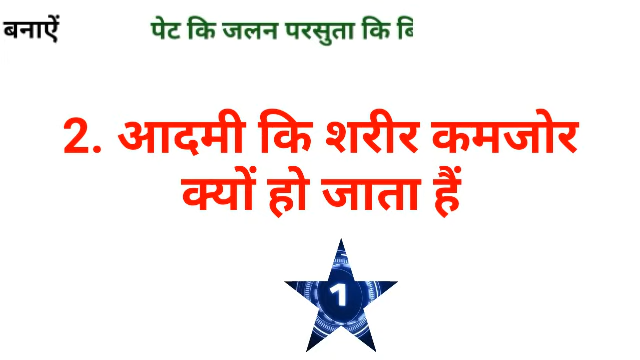 बनाऐं पेट कि जलन परसुता कि
2. आदमी कि शरीर कमजोर
क्यों हो जाता हैं
1